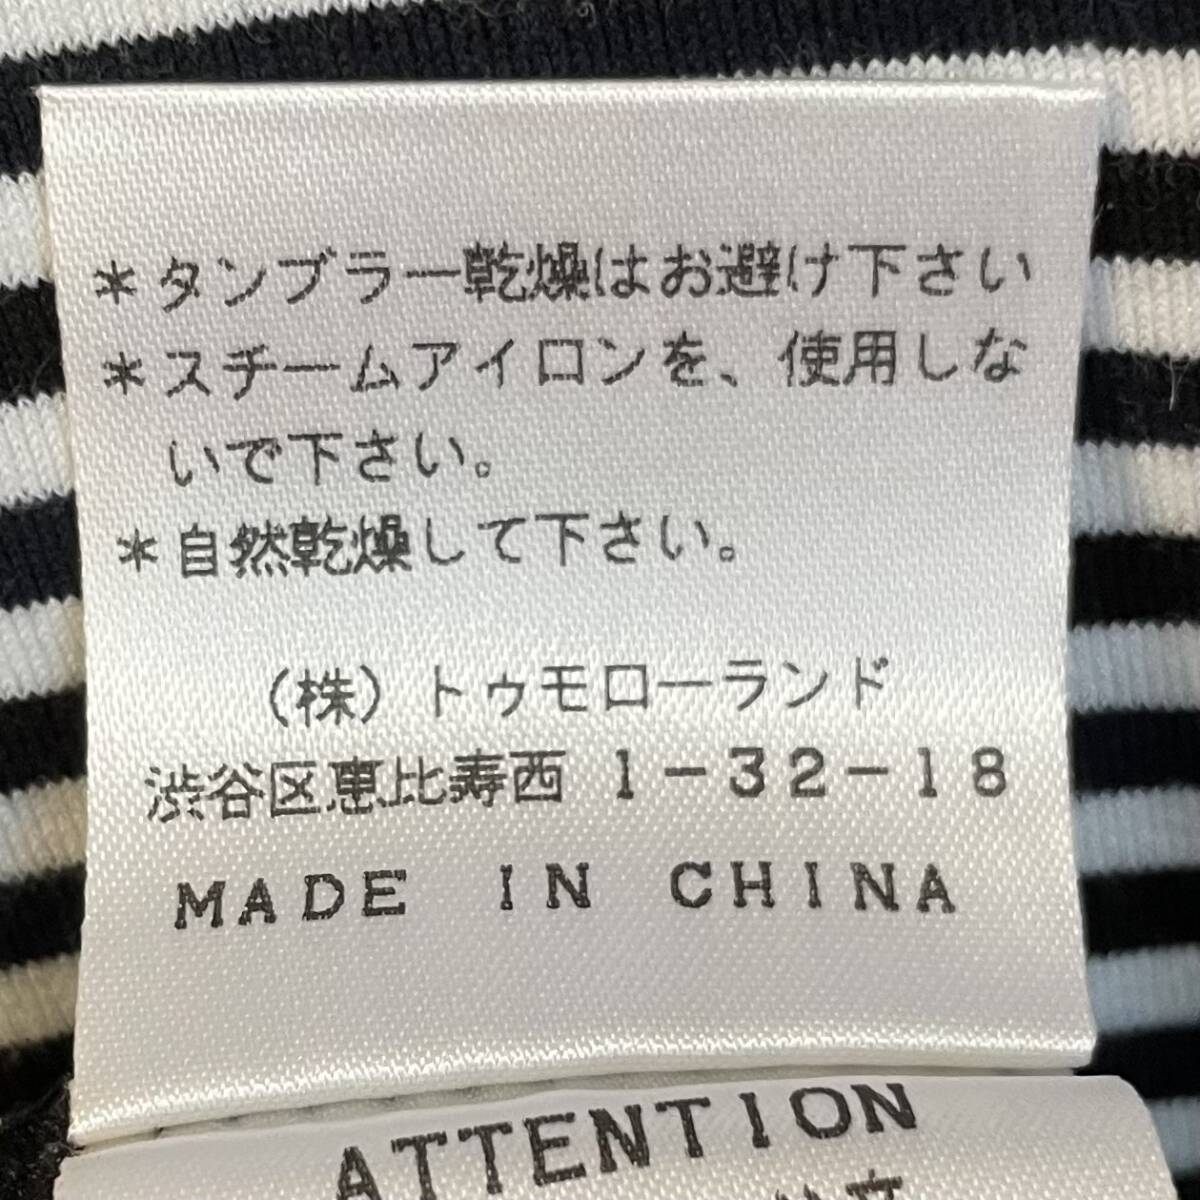 ＊タンブラー乾燥はお避け下さい
＊スチームアイロンを、使用しな
いで下さい。
＊自然乾燥して下さい。
（株）トゥモローランド
渋谷区恵比寿西1-32-18
MADE IN CHINA
ATTENTION